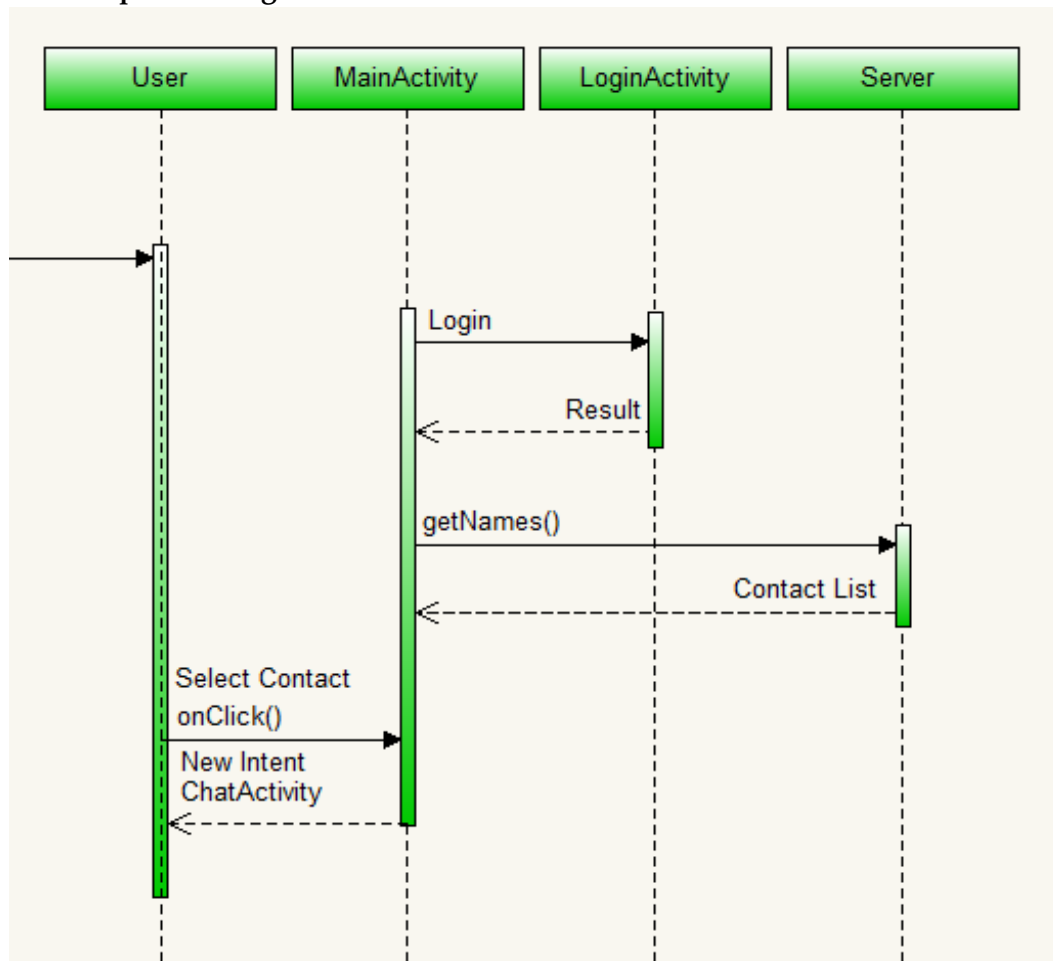 User
MainActivity
LoginActivity
Server
Login
Result
getNames()
Contact List
Select Contact
onClick()
New Intent
ChatActivity